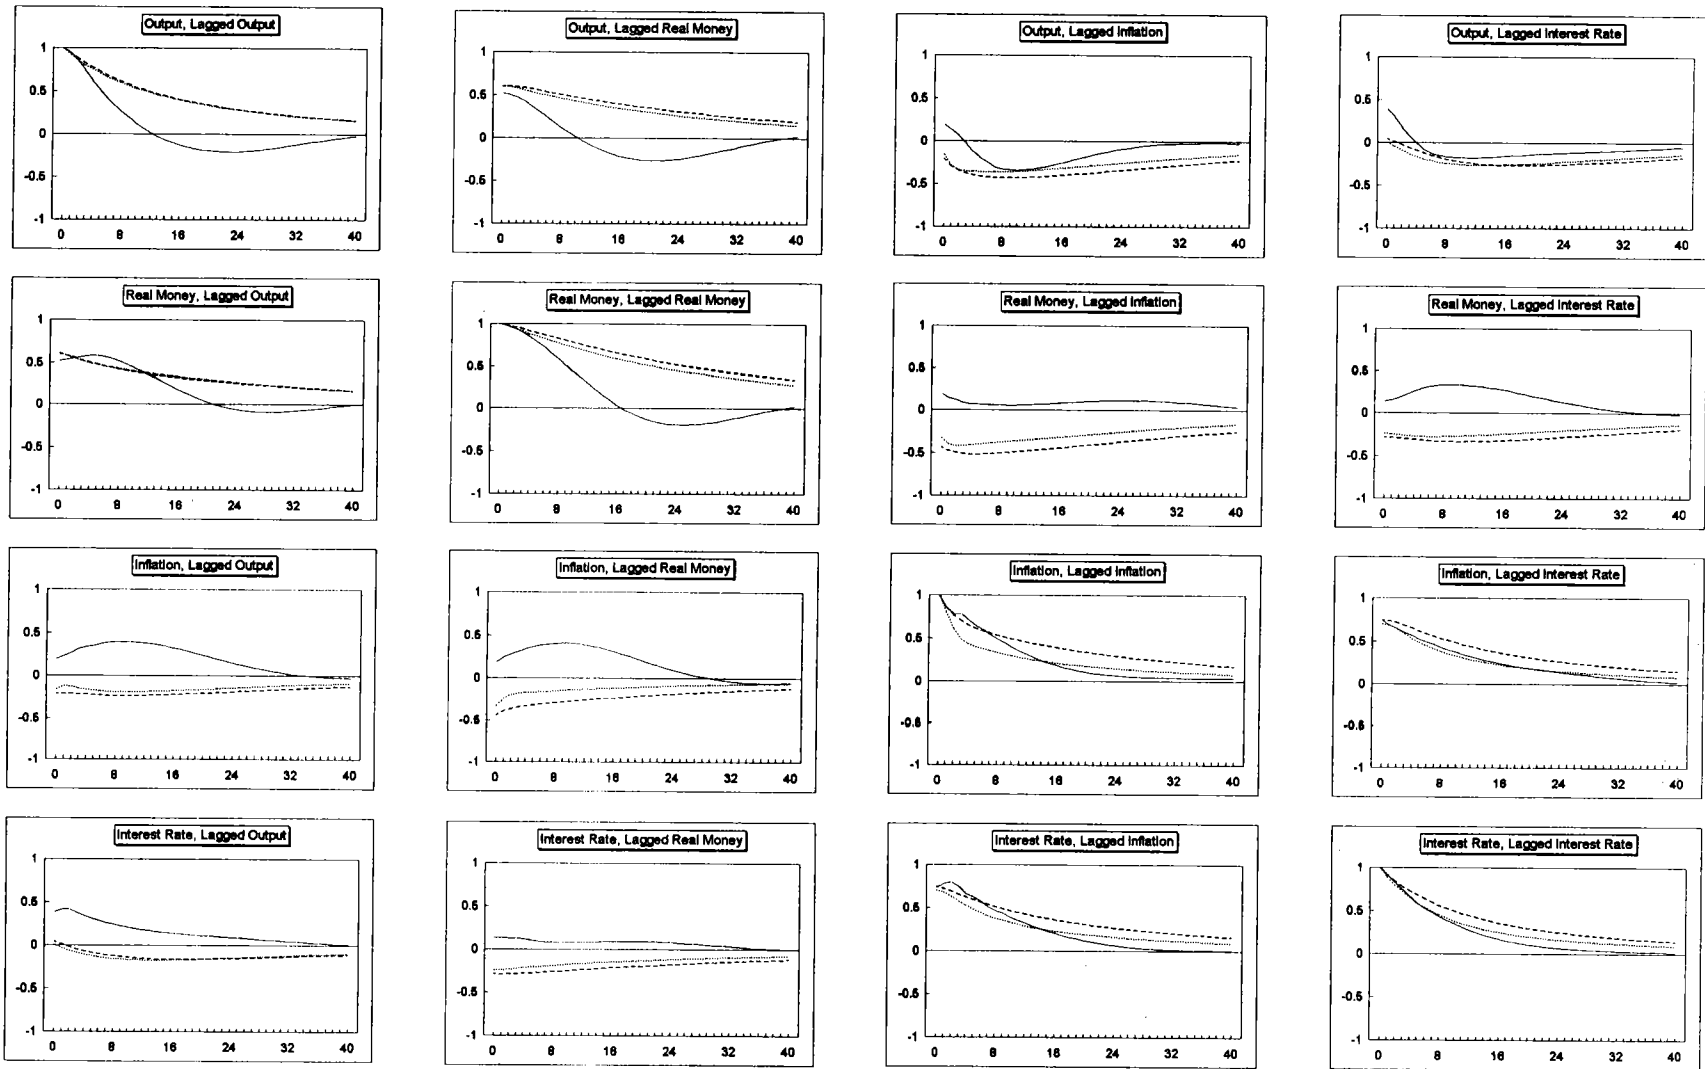 Output, Lagged Output
1
0.5
0
-0.5
-1
0 8 16 24 32 40
Output, Lagged Real Money
1
0.5
0
-0.5
-1
0 8 16 24 32 40
Output, Lagged Inflation
1
0.5
0
-0.5
-1
0 8 16 24 32 40
Output, Lagged Interest Rate
1
0.5
0
-0.5
-1
0 8 16 24 32 40
Real Money, Lagged Output
1
0.5
0
-0.5
-1
0 8 16 24 32 40
Real Money, Lagged Real Money
1
0.5
0
-0.5
-1
0 8 16 24 32 40
Real Money, Lagged Inflation
1
0.5
0
-0.5
-1
0 8 16 24 32 40
Real Money, Lagged Interest Rate
1
0.5
0
-0.5
-1
0 8 16 24 32 40
Inflation, Lagged Output
1
0.5
0
-0.5
-1
0 8 16 24 32 40
Inflation, Lagged Real Money
1
0.5
0
-0.5
-1
0 8 16 24 32 40
Inflation, Lagged Inflation
1
0.5
0
-0.5
-1
0 8 16 24 32 40
Inflation, Lagged Interest Rate
1
0.5
0
-0.5
-1
0 8 16 24 32 40
Interest Rate, Lagged Output
1
0.5
0
-0.5
-1
0 8 16 24 32 40
Interest Rate, Lagged Real Money
1
0.5
0
-0.5
-1
0 8 16 24 32 40
Interest Rate, Lagged Inflation
1
0.5
0
-0.5
-1
0 8 16 24 32 40
Interest Rate, Lagged Interest Rate
1
0.5
0
-0.5
-1
0 8 16 24 32 40